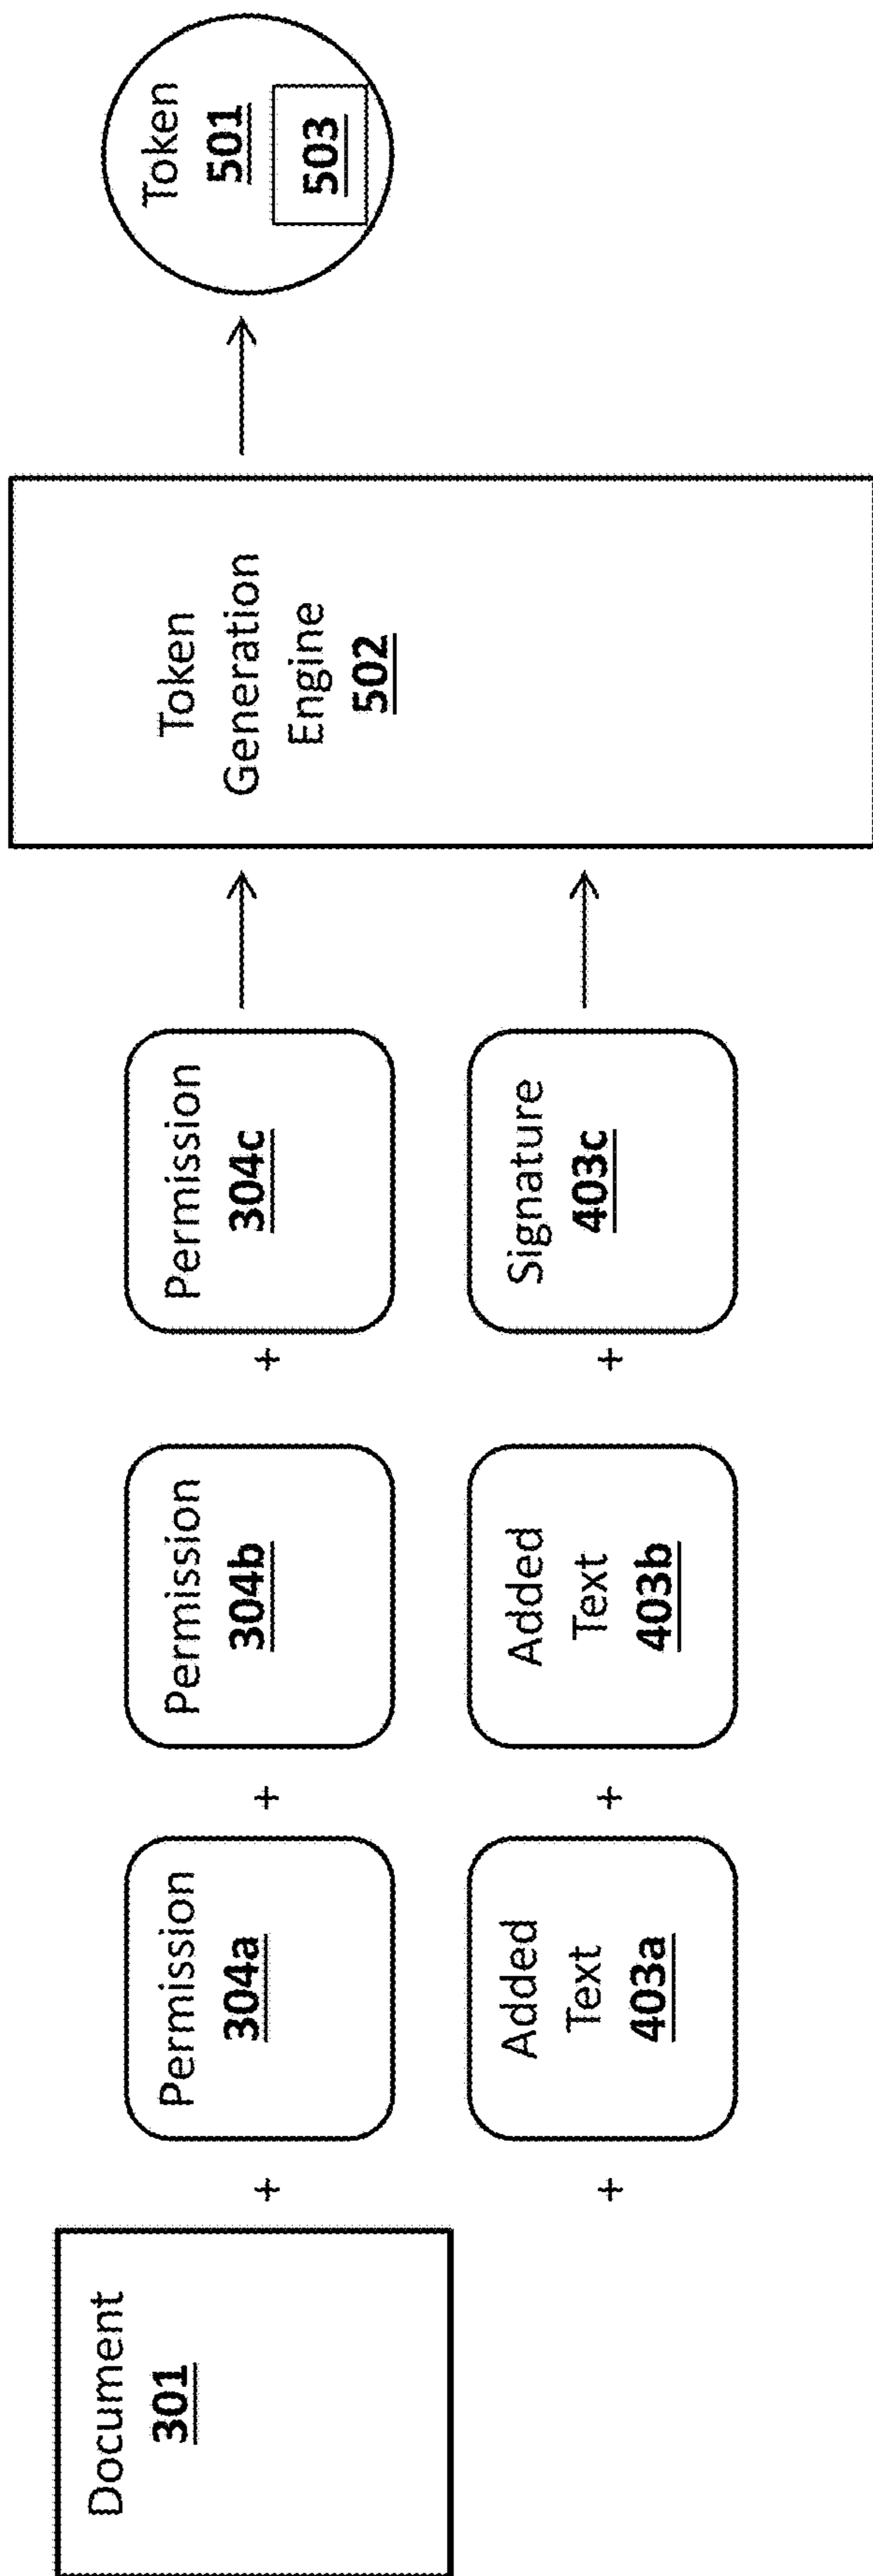 Document
301
+
Permission
304a
+
Permission
304b
+
Permission
304c
+
Added
Text
403a
+
Added
Text
403b
+
Signature
403c
Token
Generation
Engine
502
Token
501
503